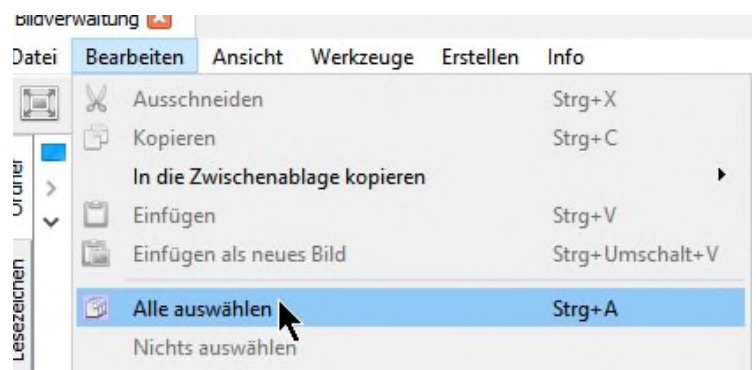 Bildverwaltung
Datei Bearbeiten Ansicht Werkzeuge Erstellen Info
Ausschneiden Strg+X
Kopieren Strg+C
In die Zwischenablage kopieren
Einfügen Strg+V
Einfügen als neues Bild Strg+Umschalt+V
Alle auswählen Strg+A
Nichts auswählen
Ordner
Lesezeichen